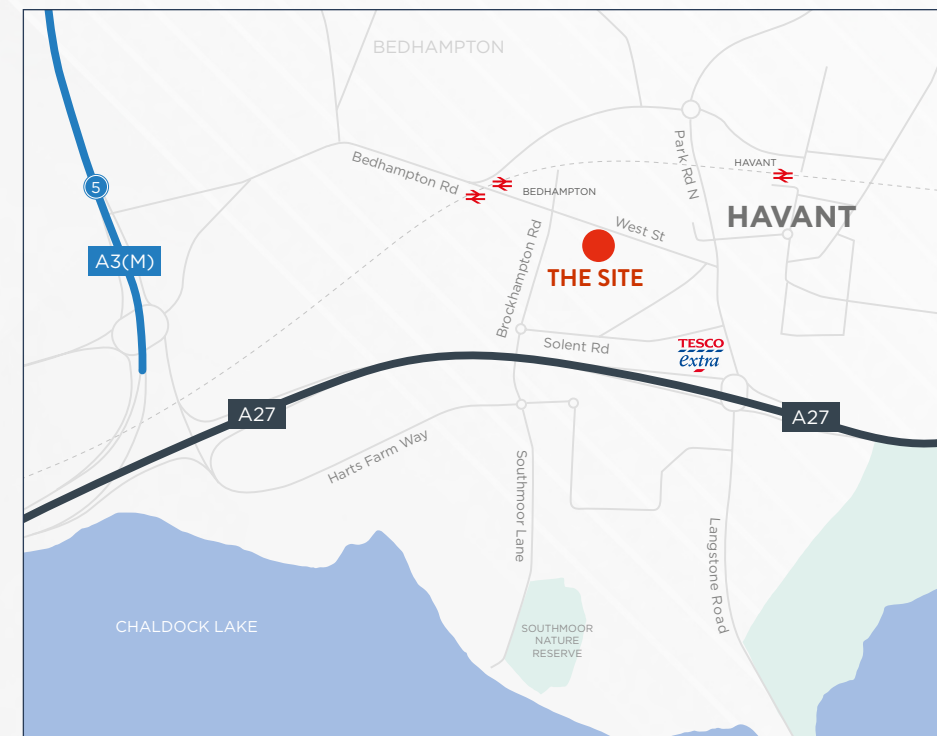 BEDHAMPTON
Bedhampton Rd
Park Rd N
HAVANT
BEDHAMPTON
5
HAVANT
West St
Brockhampton Rd
A3(M)
THE SITE
Solent Rd
TESCO
extra
A27
A27
Harts Farm Way
Southmoor Lane
Langstone Road
CHALDOCK LAKE
SOUTHMOOR
NATURE
RESERVE